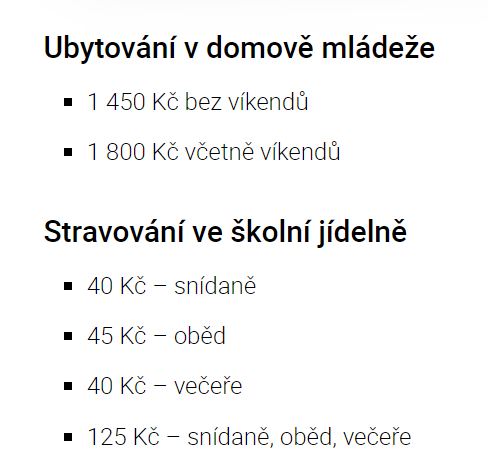 Ubytování v domově mládeže
1 450 Kč bez víkendů
1 800 Kč včetně víkendů
Stravování ve školní jídelně
40 Kč – snídaně
45 Kč – oběd
40 Kč – večeře
125 Kč – snídaně, oběd, večeře